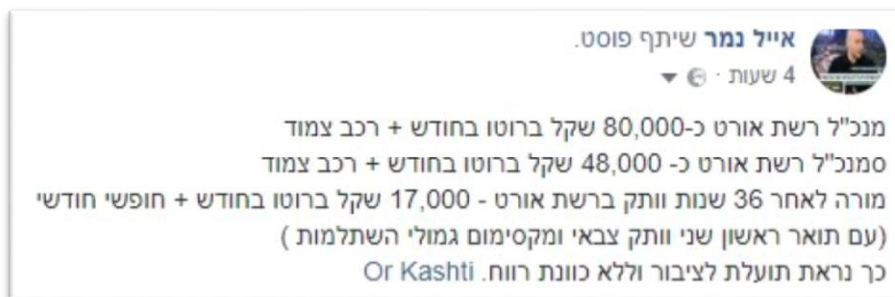 אייל נמר שיתף פוסט.
4 שעות ·
מנכ"ל רשת אורט כ-80,000 שקל ברוטו בחודש + רכב צמוד
סמנכ"ל רשת אורט כ- 48,000 שקל ברוטו בחודש + רכב צמוד
מורה לאחר 36 שנות וותק ברשת אורט - 17,000 שקל ברוטו בחודש + חופשי חודשי
(עם תואר ראשון שני וותק צבאי ומקסימום גמולי השתלמות )
כך נראת תועלת לציבור וללא כוונת רווח. Or Kashti